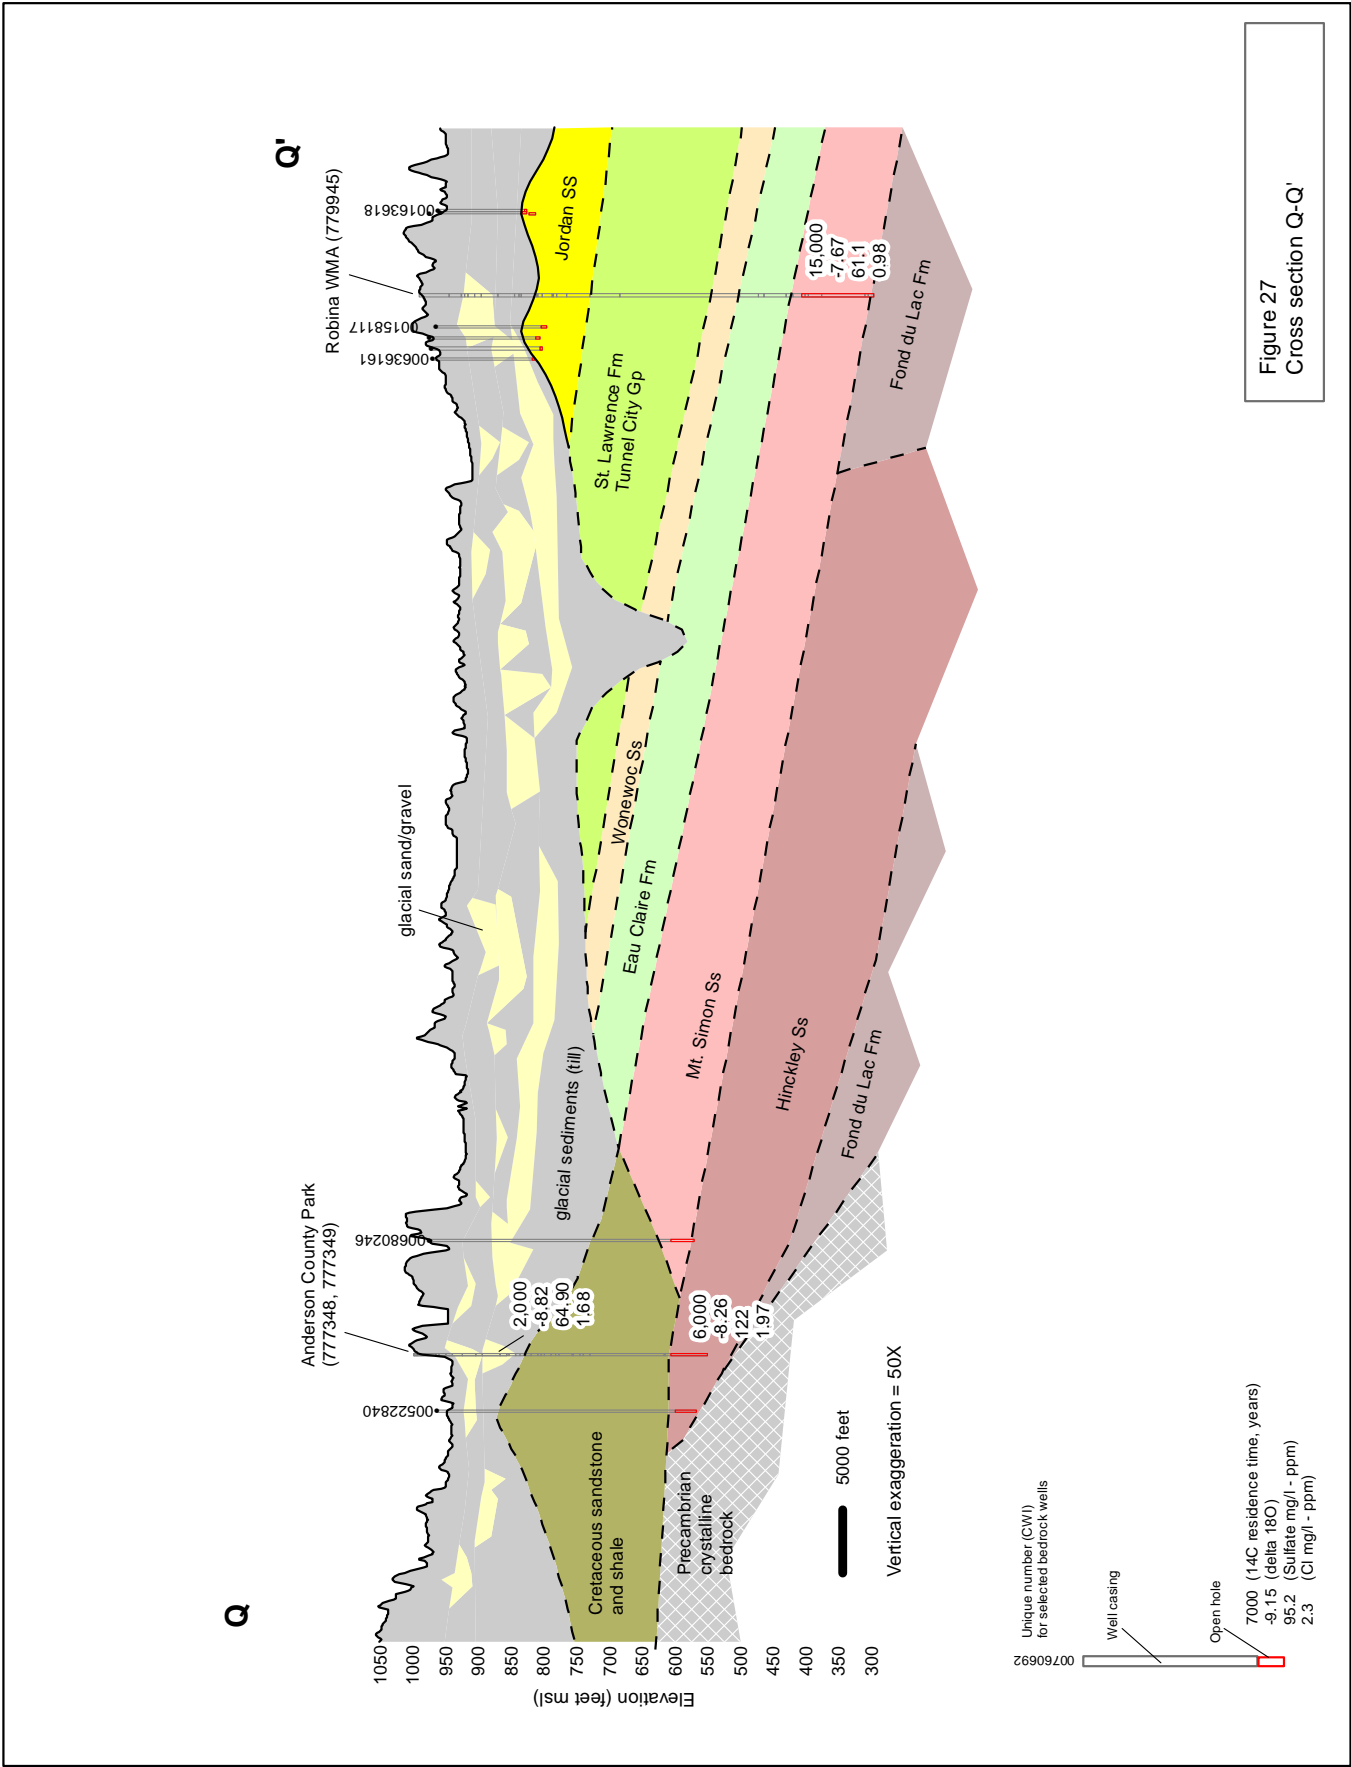 Q
Q'
Anderson County Park
(777348, 777349)
Robina WMA (779945)
glacial sand/gravel
00522840
00680246
00636161
00158117
00163618
1050
1000
950
900
850
800
750
700
650
600
550
500
450
400
350
300
Elevation (feet msl)
2,000
-8.82
64.90
1.68
6,000
-8.26
122
1.97
15,000
-7.67
61.1
0.98
glacial sediments (till)
Cretaceous sandstone
and shale
Precambrian
crystalline
bedrock
Jordan SS
St. Lawrence Fm
Tunnel City Gp
Wonewoc Ss
Eau Claire Fm
Mt. Simon Ss
Hinckley Ss
Fond du Lac Fm
Fond du Lac Fm
5000 feet
Vertical exaggeration = 50X
00760692
Unique number (CWI)
for selected bedrock wells
Well casing
Open hole
7000 (14C residence time, years)
-9.15 (delta 18O)
95.2 (Sulfate mg/l - ppm)
2.3 (Cl mg/l - ppm)
Figure 27
Cross section Q-Q'